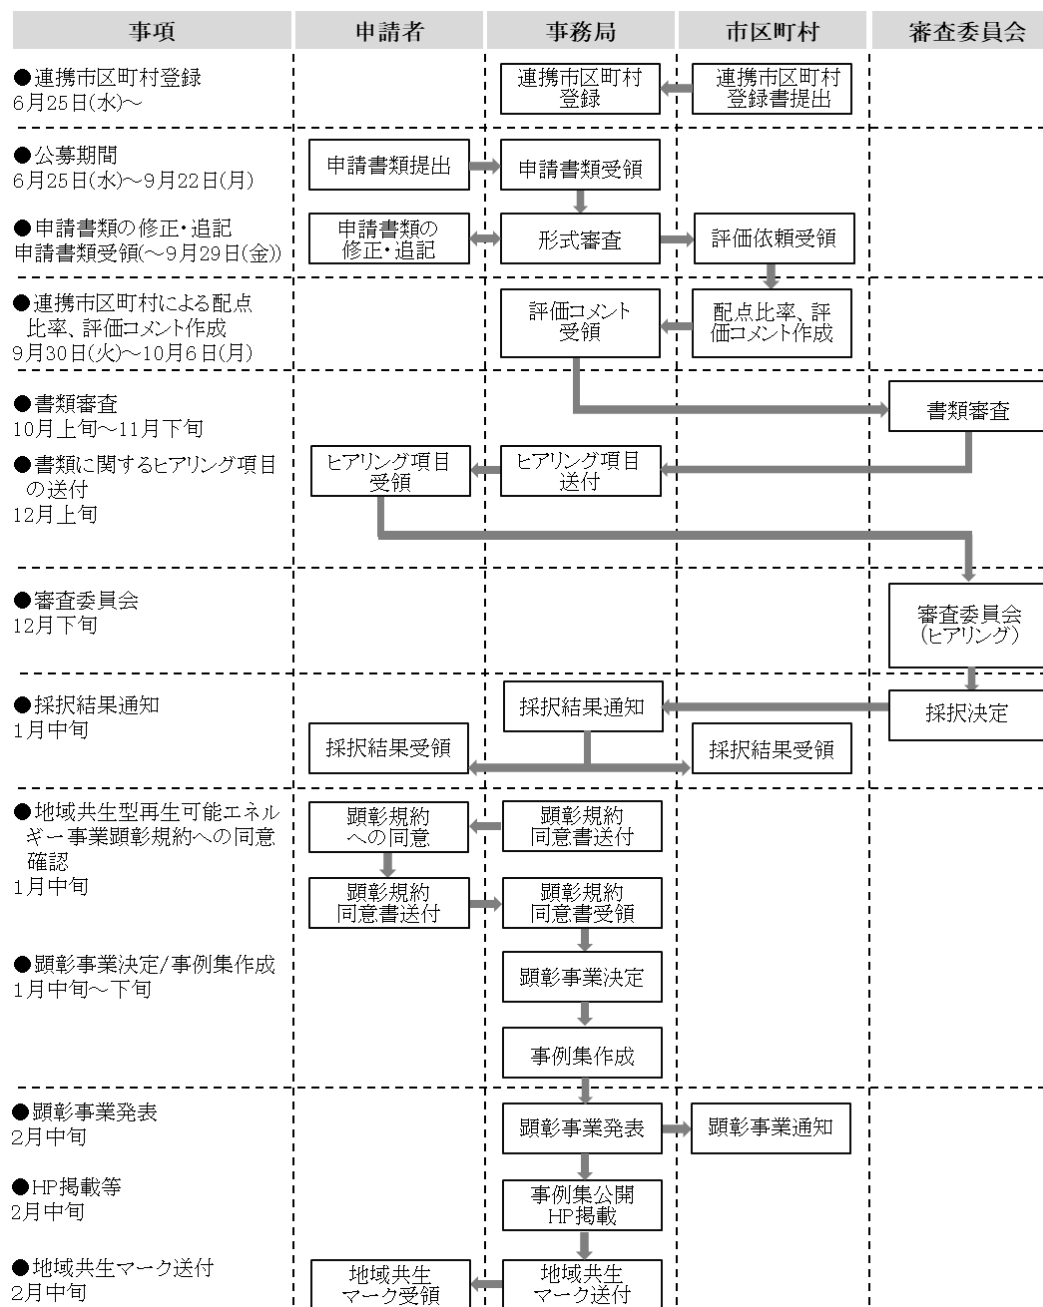 事項 申請者 事務局 市区町村 審査委員会
●連携市区町村登録
6月25日(水)～
連携市区町村
登録
連携市区町村
登録書提出
●公募期間
6月25日(水)～9月22日(月)
申請書類提出
申請書類受領
●申請書類の修正・追記
申請書類受領(～9月29日(金))
申請書類の
修正・追記
形式審査
評価依頼受領
●連携市区町村による配点
比率、評価コメント作成
9月30日(火)～10月6日(月)
評価コメント
受領
配点比率、評
価コメント作成
●書類審査
10月上旬～11月下旬
書類審査
●書類に関するヒアリング項目
の送付
12月上旬
ヒアリング項目
受領
ヒアリング項目
送付
●審査委員会
12月下旬
審査委員会
(ヒアリング)
●採択結果通知
1月中旬
採択結果通知
採択決定
採択結果受領
採択結果受領
●地域共生型再生可能エネル
ギー事業顕彰規約への同意
確認
1月中旬
顕彰規約
への同意
顕彰規約
同意書送付
顕彰規約
同意書送付
顕彰規約
同意書受領
●顕彰事業決定/事例集作成
1月中旬～下旬
顕彰事業決定
事例集作成
●顕彰事業発表
2月中旬
顕彰事業発表
顕彰事業通知
●HP掲載等
2月中旬
事例集公開
HP掲載
●地域共生マーク送付
2月中旬
地域共生
マーク受領
地域共生
マーク送付